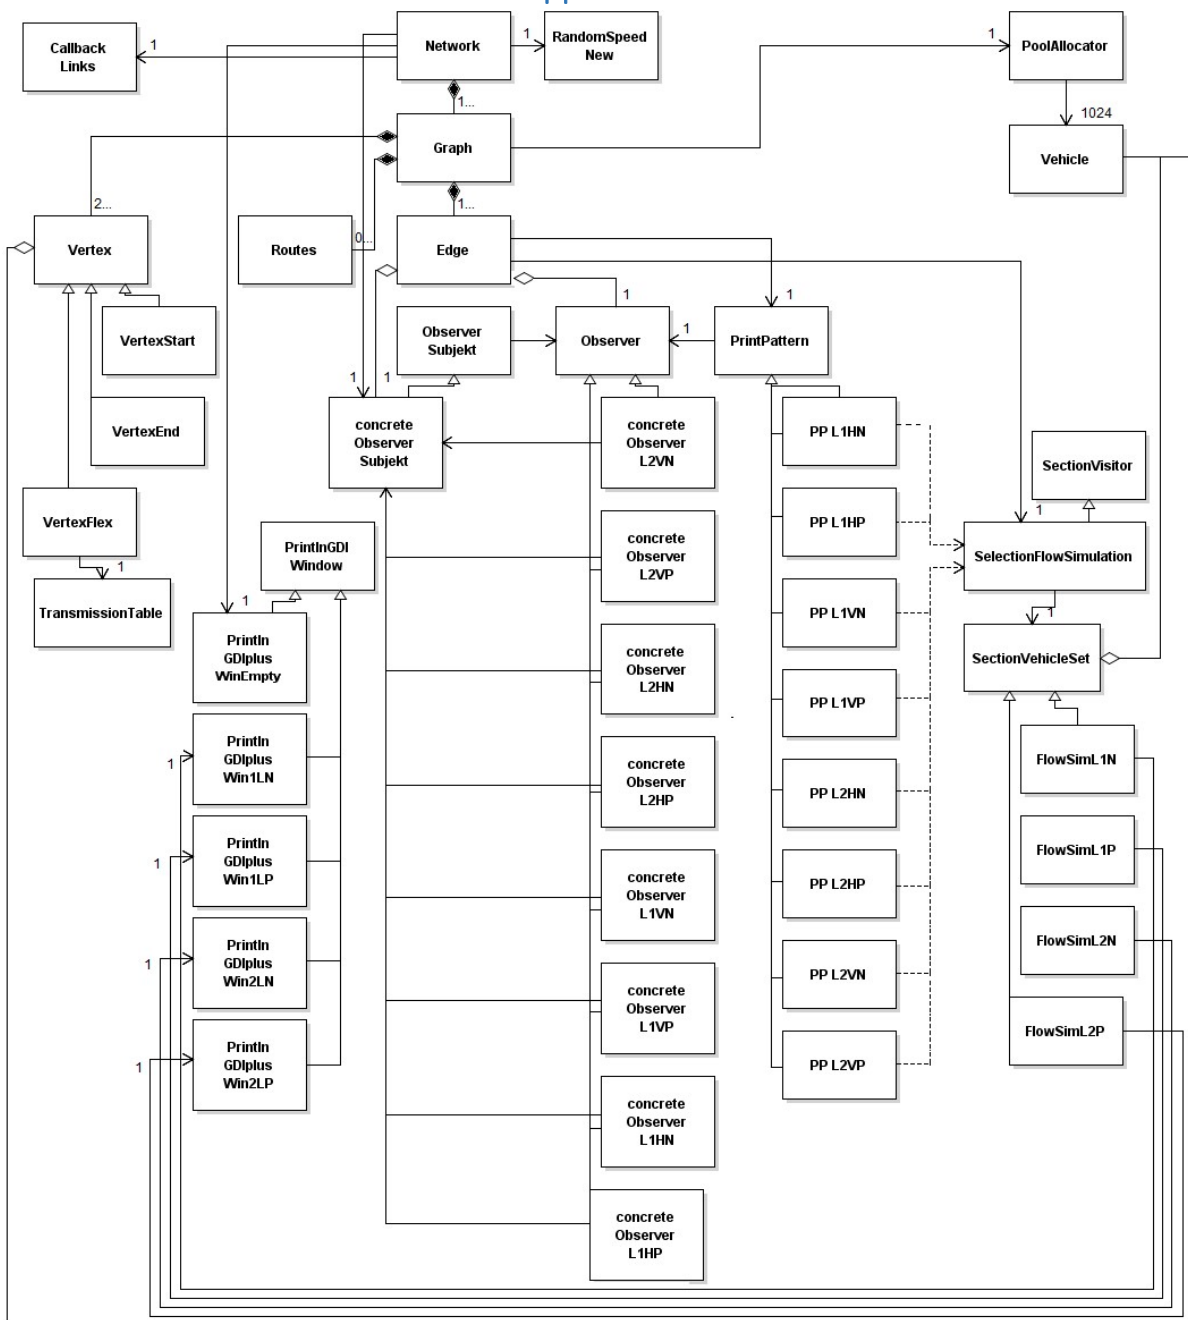 Network
RandomSpeed
New
PoolAllocator
Callback
Links
1
1
1
1...
1024
Graph
Vehicle
2...
1...
0...
Vertex
Routes
Edge
1
1
VertexStart
Observer
Subjekt
Observer
1
PrintPattern
1
1
VertexEnd
concrete
Observer
Subjekt
concrete
Observer
L2VN
PP L1HN
SectionVisitor
VertexFlex
1
PrintInGDI
Window
concrete
Observer
L2VP
PP L1HP
1
SelectionFlowSimulation
TransmissionTable
1
PrintIn
GDIplus
WinEmpty
concrete
Observer
L2HN
PP L1VN
1
SectionVehicleSet
PP L1VP
1
PrintIn
GDIplus
Win1LN
concrete
Observer
L2HP
PP L2HN
FlowSimL1N
1
PrintIn
GDIplus
Win1LP
concrete
Observer
L1VN
PP L2HP
FlowSimL1P
1
PrintIn
GDIplus
Win2LN
concrete
Observer
L1VP
PP L2VN
FlowSimL2N
1
PrintIn
GDIplus
Win2LP
concrete
Observer
L1HN
PP L2VP
FlowSimL2P
concrete
Observer
L1HP